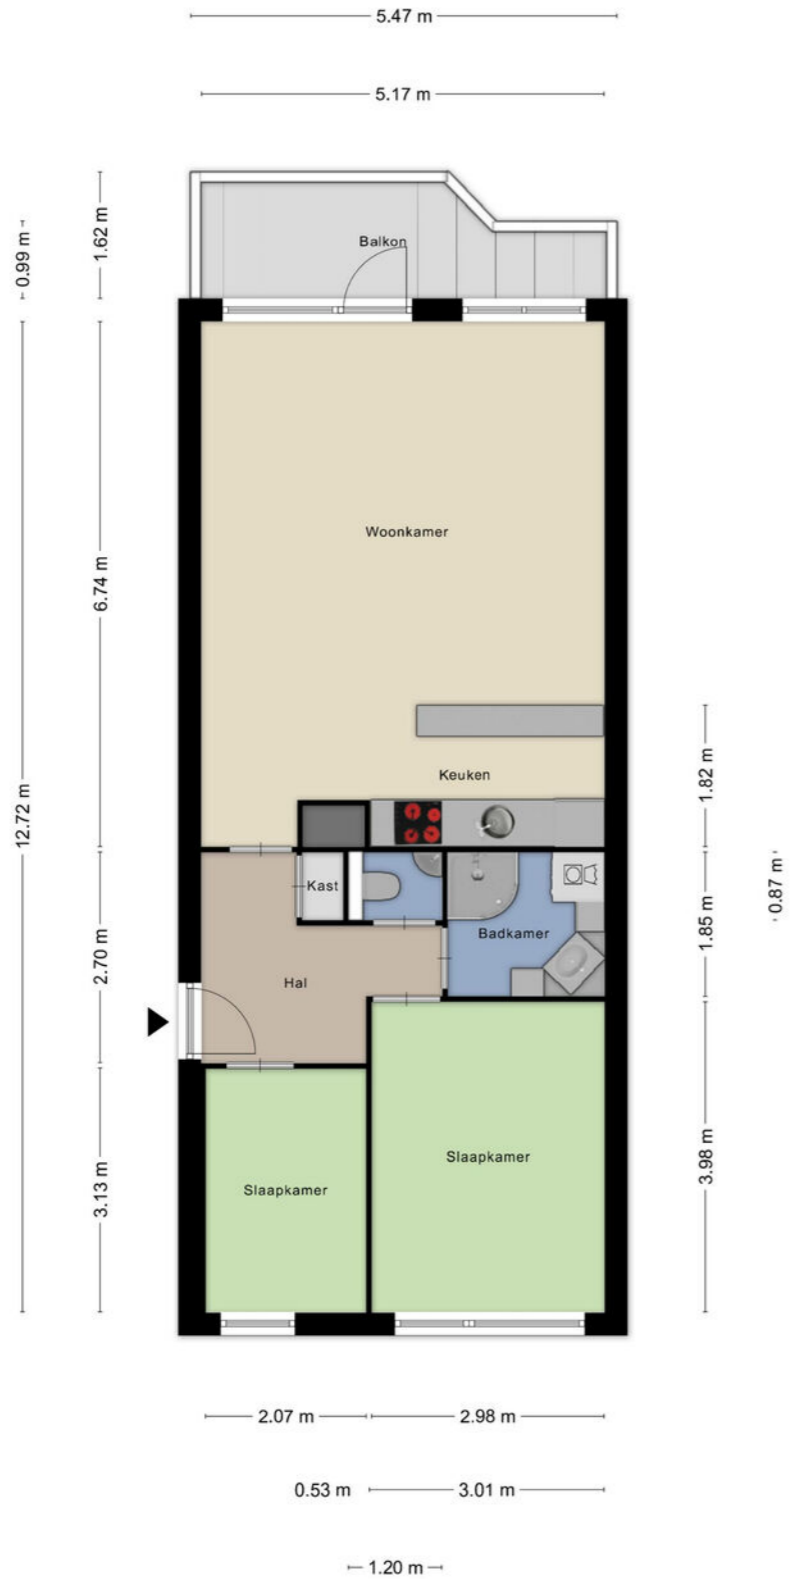 5.47 m
5.17 m
1.62 m
0.99 m
Balkon
6.74 m
Woonkamer
12.72 m
Keuken
1.82 m
Kast
0.87 m
1.85 m
Badkamer
2.70 m
Hal
3.98 m
Slaapkamer
3.13 m
Slaapkamer
2.07 m
2.98 m
0.53 m
3.01 m
1.20 m